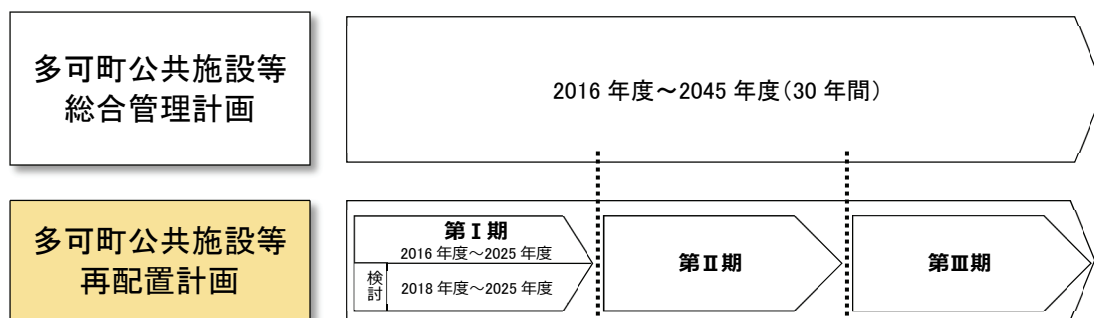 多可町公共施設等
総合管理計画
2016 年度～2045 年度（30 年間）
多可町公共施設等
再配置計画
第Ⅰ期
2016 年度～2025 年度
検討
2018 年度～2025 年度
第Ⅱ期
第Ⅲ期